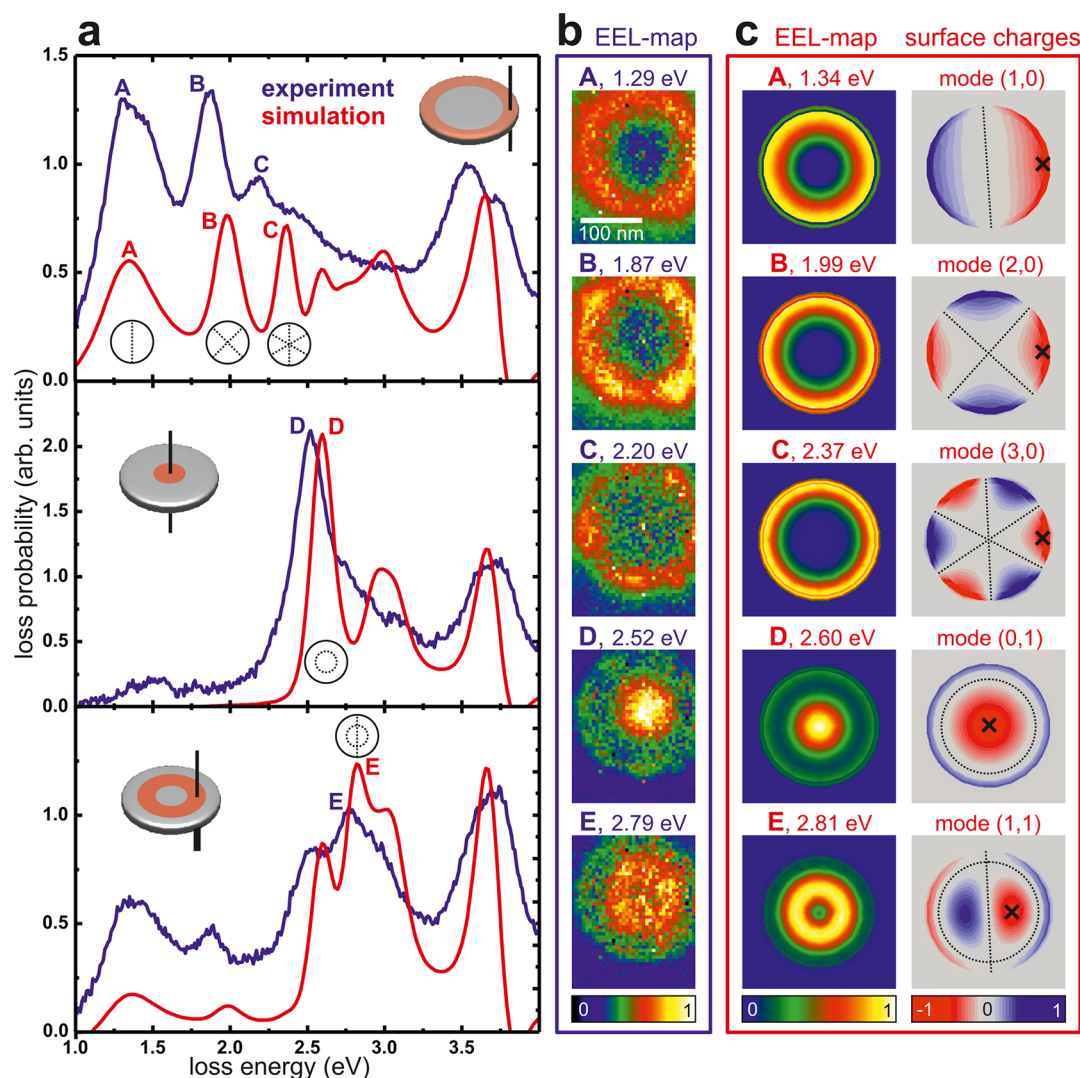 a
1.5
1.0
0.5
0.0
2.0
1.5
1.0
0.5
0.0
1.0
0.5
0.0
loss probability (arb. units)
1.0 1.5 2.0 2.5 3.0 3.5
loss energy (eV)
experiment
simulation
A
B
C
A
B
C
D
D
E
E
b
EEL-map
A, 1.29 eV
100 nm
B, 1.87 eV
C, 2.20 eV
D, 2.52 eV
E, 2.79 eV
0 1
c
EEL-map surface charges
A, 1.34 eV mode (1,0)
B, 1.99 eV mode (2,0)
C, 2.37 eV mode (3,0)
D, 2.60 eV mode (0,1)
E, 2.81 eV mode (1,1)
0 1 -1 0 1